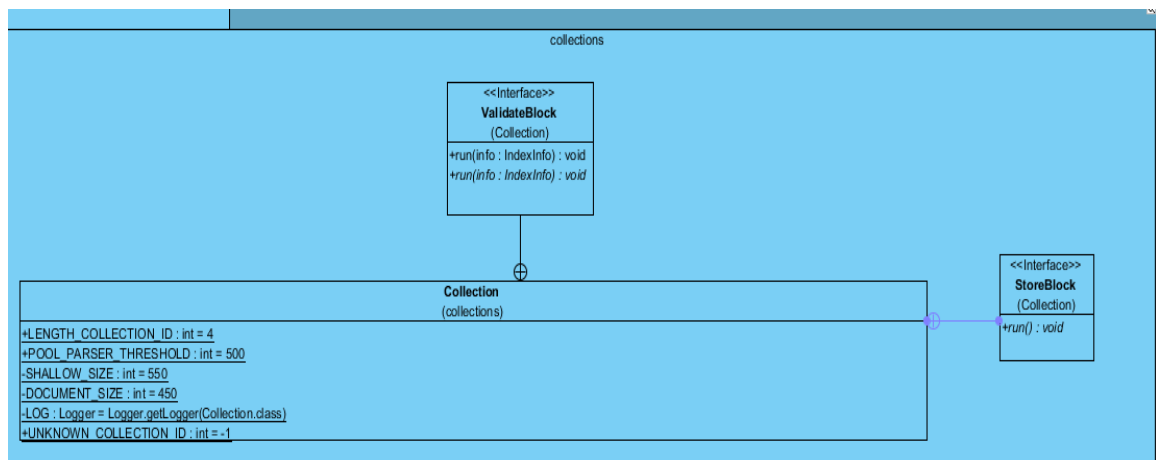 collections
<<Interface>>
ValidateBlock
(Collection)
+run(info : IndexInfo) : void
+run(info : IndexInfo) : void
Collection
(collections)
+LENGTH_COLLECTION_ID : int = 4
+POOL_PARSER_THRESHOLD : int = 500
-SHALLOW_SIZE : int = 550
-DOCUMENT_SIZE : int = 450
-LOG : Logger = Logger.getLogger(Collection.class)
+UNKNOWN_COLLECTION_ID : int = -1
<<Interface>>
StoreBlock
(Collection)
+run() : void